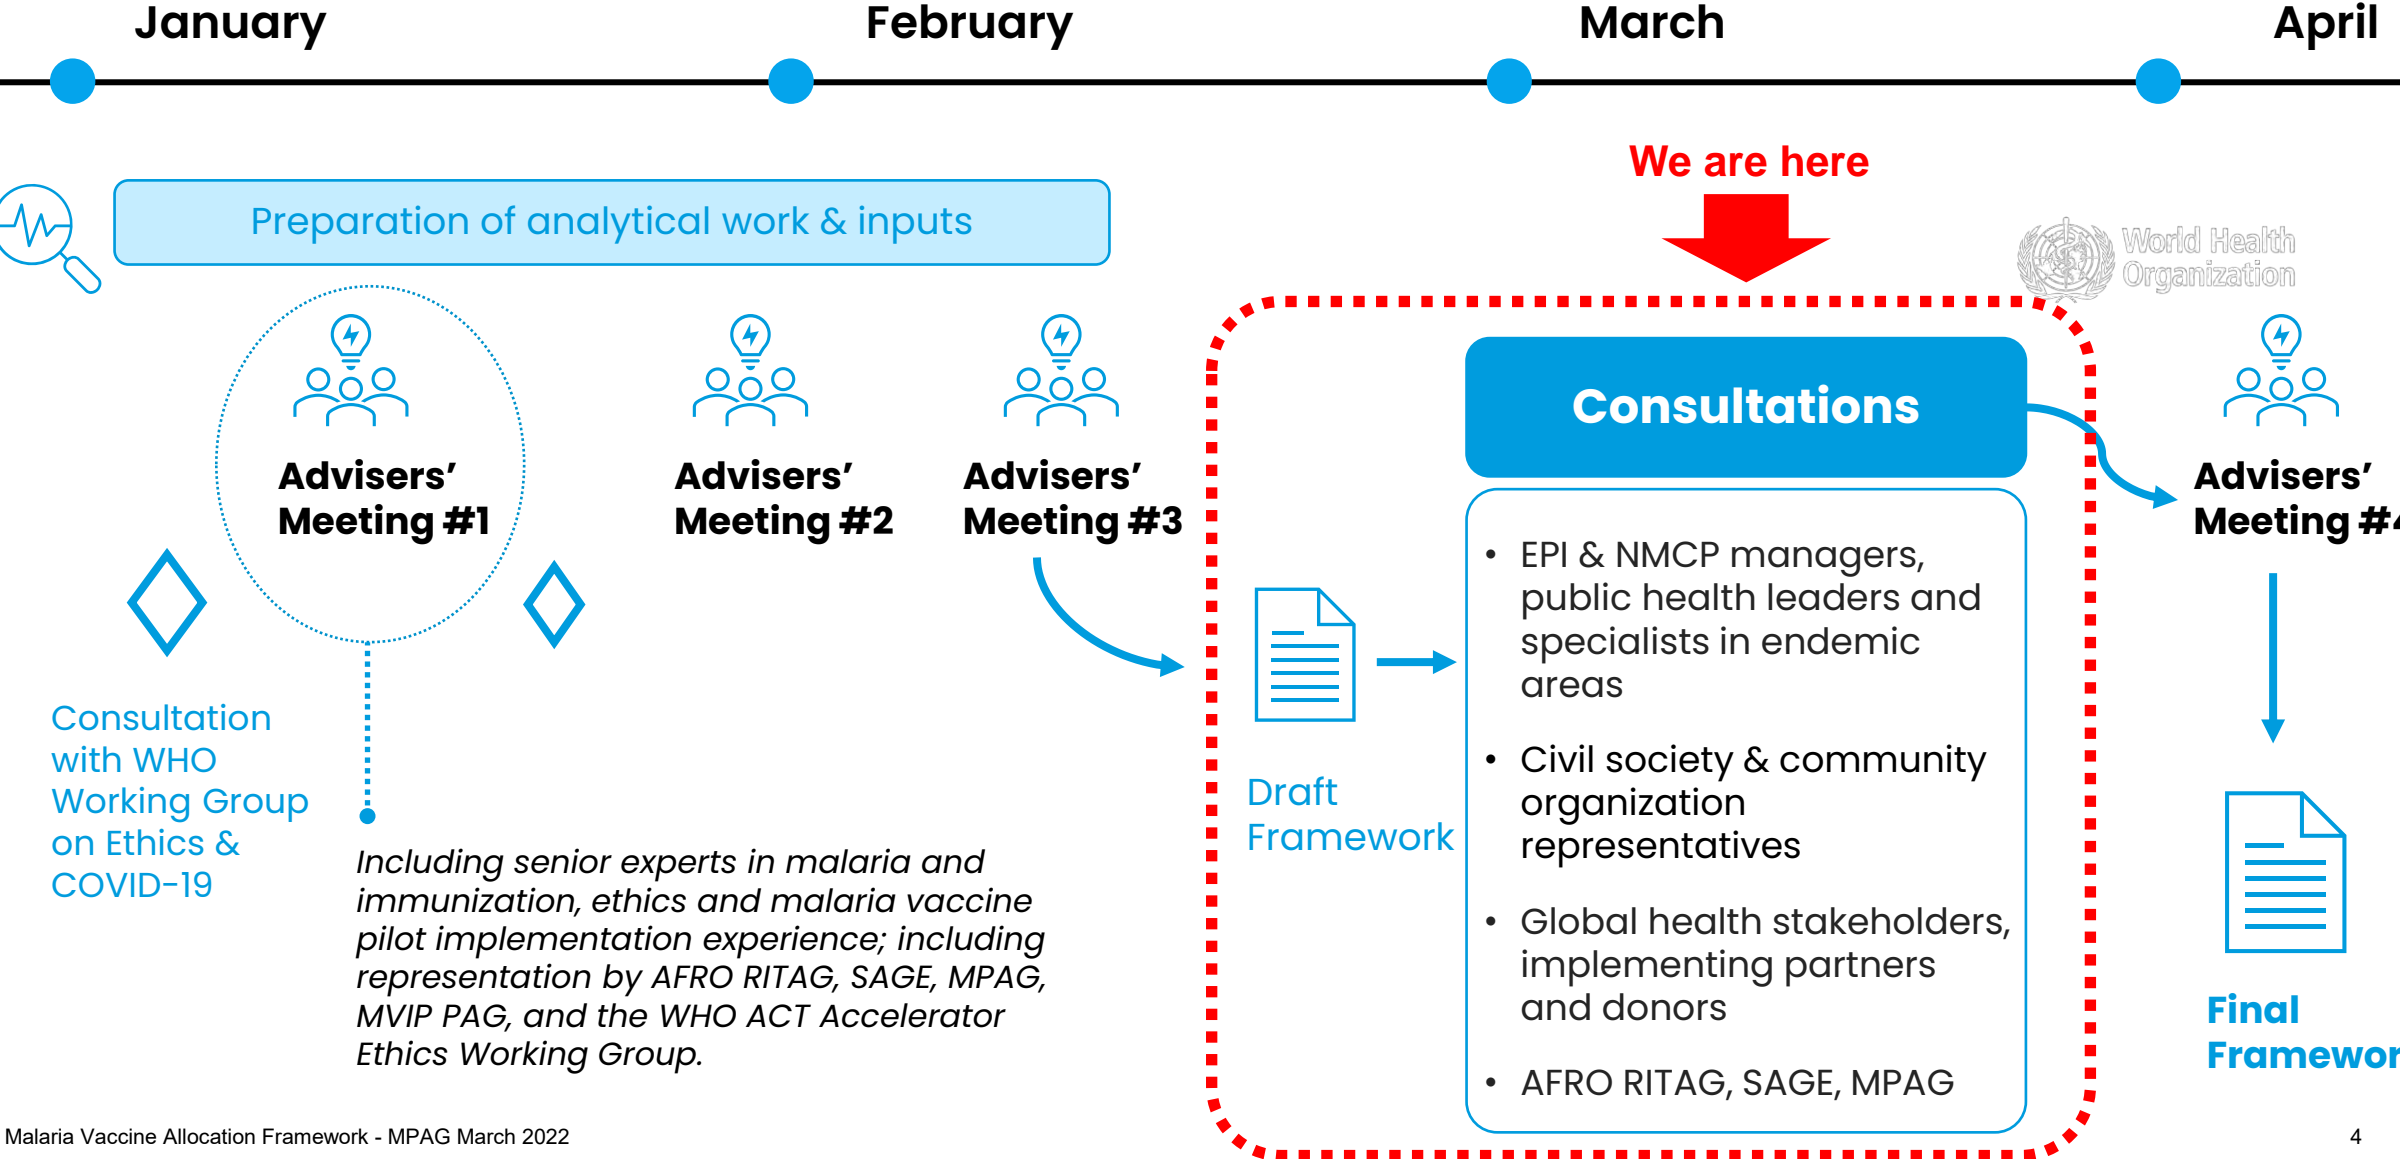 January
February
March
April
We are here
Preparation of analytical work & inputs
World Health
Organization
Advisers’
Meeting #1
Advisers’
Meeting #2
Advisers’
Meeting #3
Consultations
Advisers’
Meeting #4
Consultation
with WHO
Working Group
on Ethics &
COVID-19
Including senior experts in malaria and
immunization, ethics and malaria vaccine
pilot implementation experience; including
representation by AFRO RITAG, SAGE, MPAG,
MVIP PAG, and the WHO ACT Accelerator
Ethics Working Group.
Draft
Framework
• EPI & NMCP managers,
public health leaders and
specialists in endemic
areas
• Civil society & community
organization
representatives
• Global health stakeholders,
implementing partners
and donors
• AFRO RITAG, SAGE, MPAG
Final
Framewor
Malaria Vaccine Allocation Framework - MPAG March 2022
4